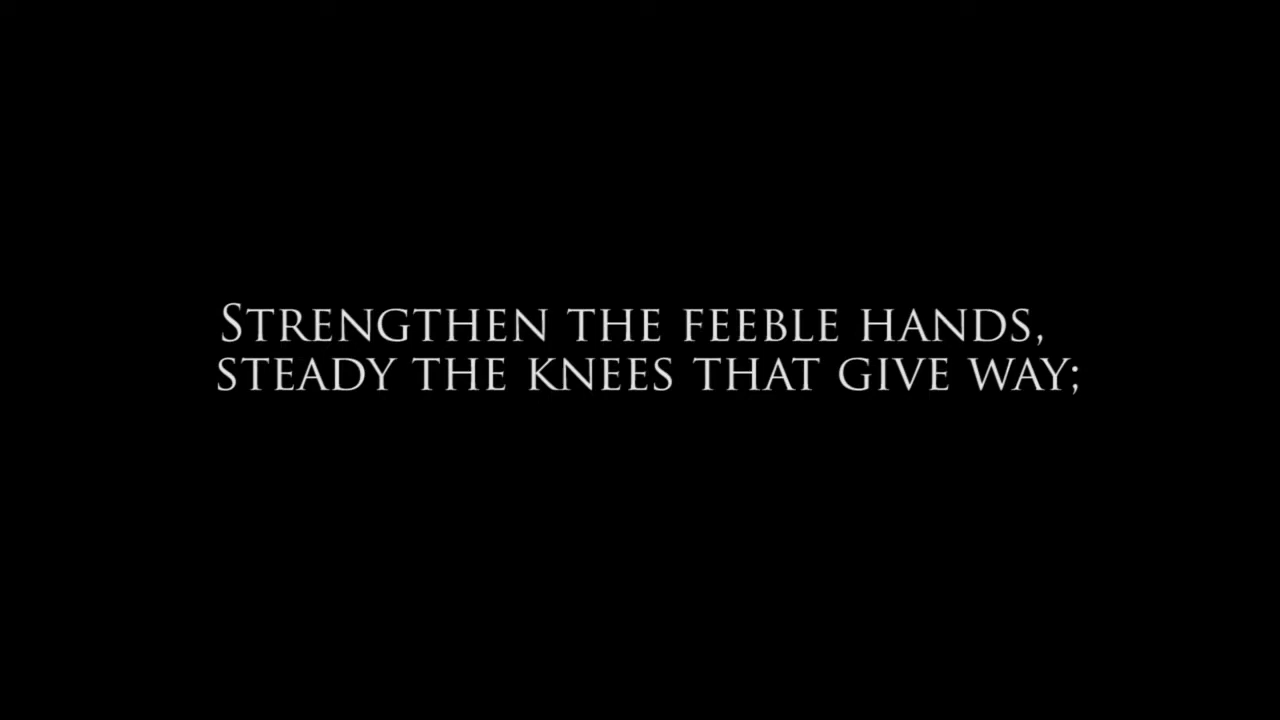 Strengthen the feeble hands,
steady the knees that give way;